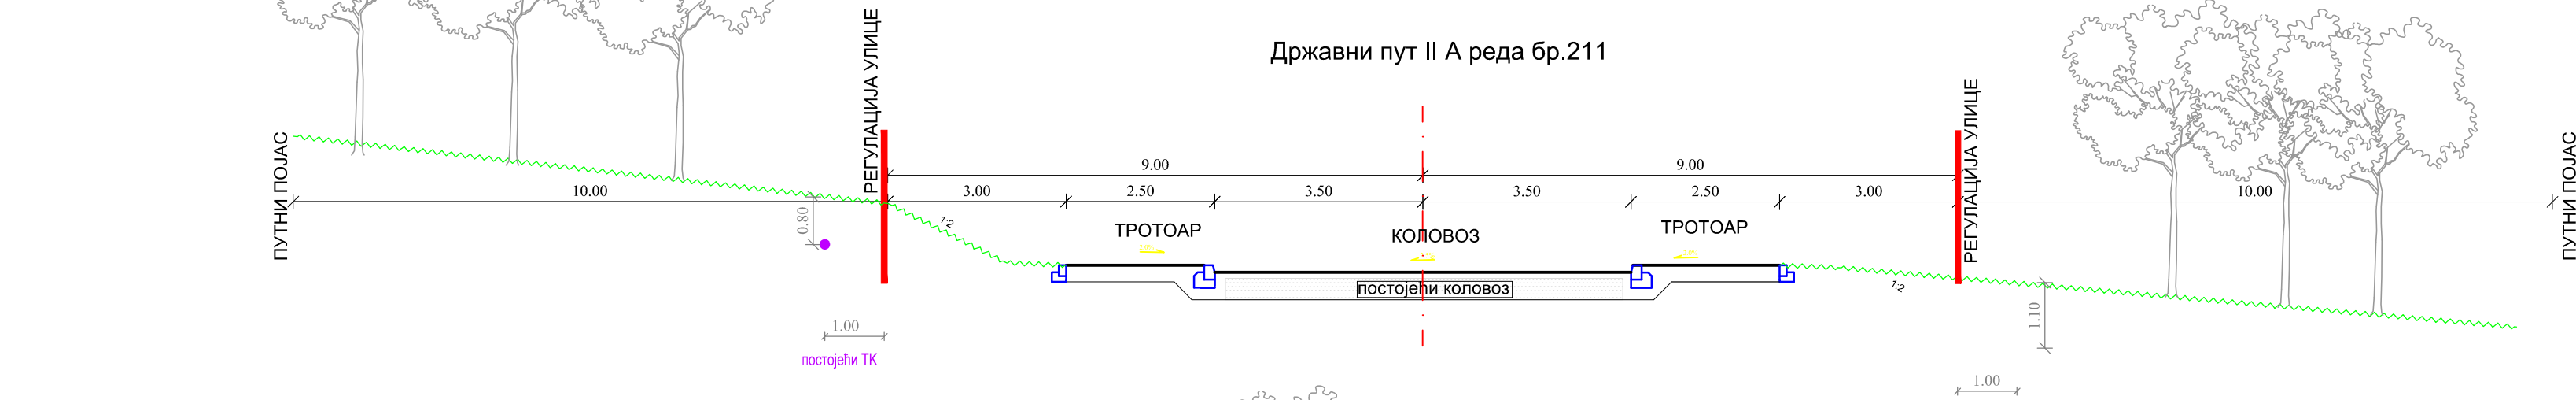 Државни пут II А реда бр.211
ПУТНИ ПОЈАС
РЕГУЛАЦИЈА УЛИЦЕ
РЕГУЛАЦИЈА УЛИЦЕ
ПУТНИ ПОЈАС
9.00
9.00
10.00
3.00
2.50
3.50
3.50
2.50
3.00
10.00
0.80
1:2
ТРОТОАР
КОЛОВОЗ
ТРОТОАР
постојећи коловоз
1:2
1.10
1.00
постојећи ТК
1.00